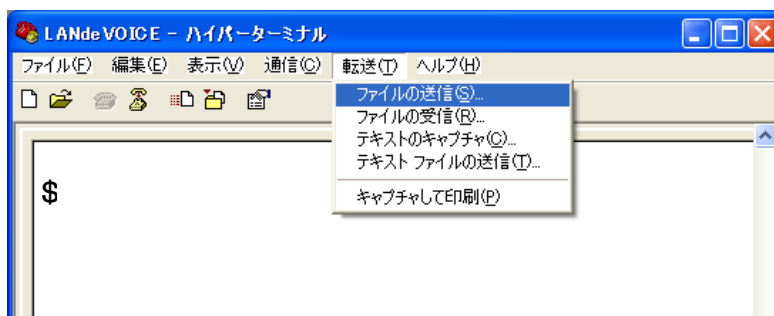 LANdeVOICE - ハイパーターミナル
ファイル(F) 編集(E) 表示(V) 通信(C) 転送(T) ヘルプ(H)
ファイルの送信(S)...
ファイルの受信(R)...
テキストのキャプチャ(C)...
テキスト ファイルの送信(T)...
キャプチャして印刷(P)
$